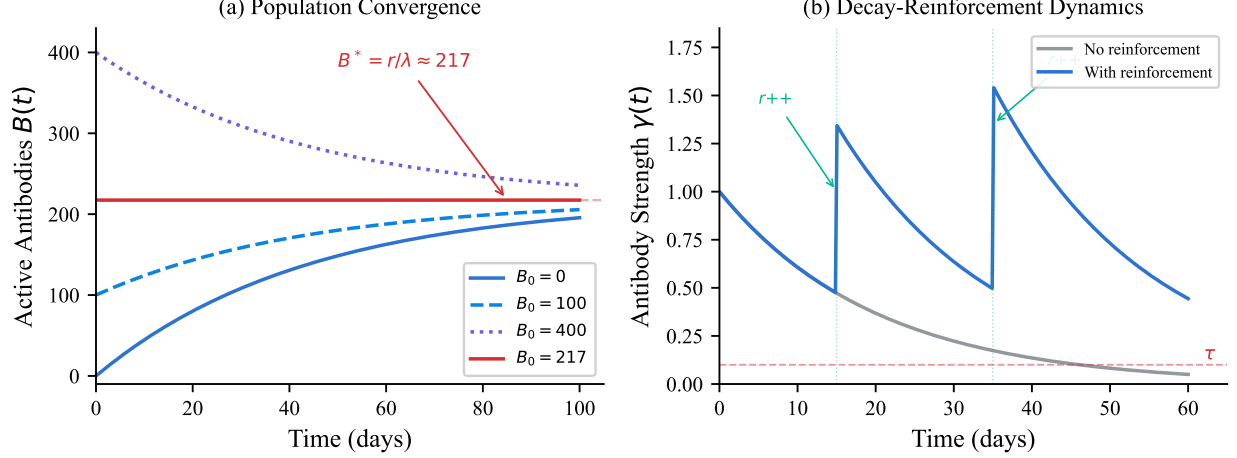 (a) Population Convergence
Active Antibodies B(t)
400
300
200
100
0
B* = r/λ ≈ 217
B₀ = 0
B₀ = 100
B₀ = 400
B₀ = 217
0 20 40 60 80 100
Time (days)
(b) Decay-Reinforcement Dynamics
Antibody Strength γ(t)
1.75
1.50
1.25
1.00
0.75
0.50
0.25
0.00
No reinforcement
With reinforcement
r++
τ
0 10 20 30 40 50 60
Time (days)